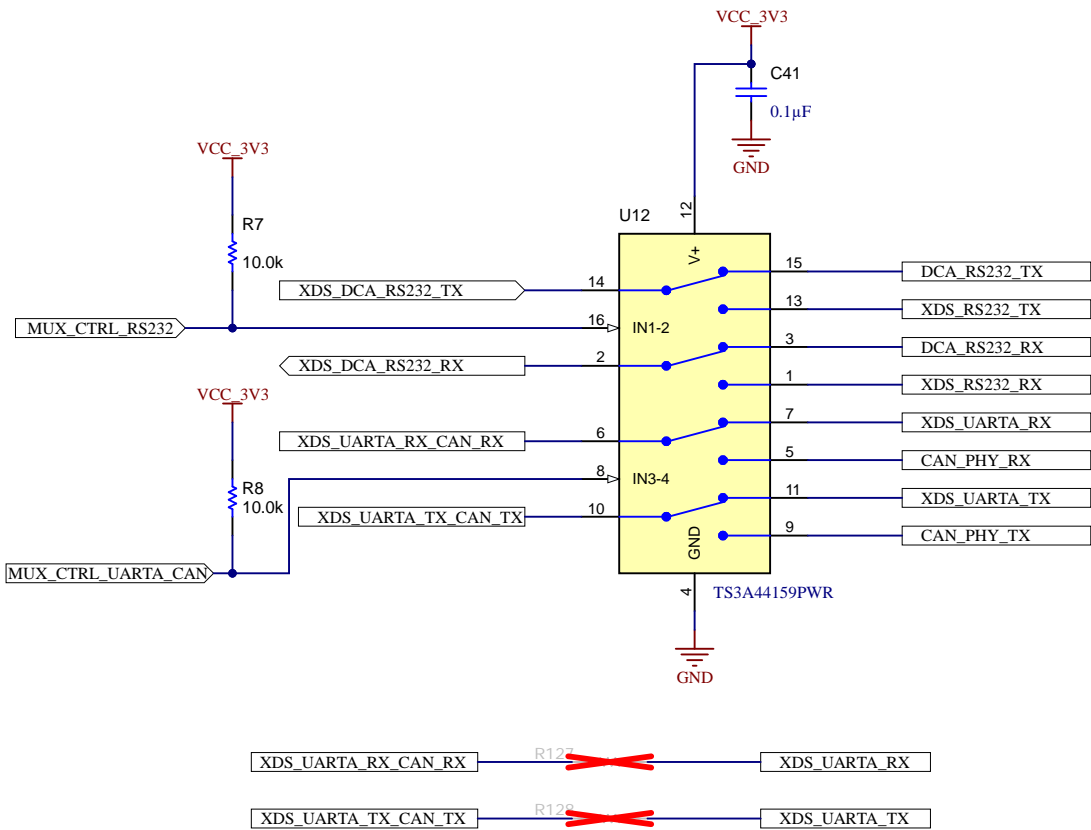 VCC_3V3
C41
0.1µF
GND
VCC_3V3
R7
10.0k
U12
12
V+
XDS_DCA_RS232_TX
14
15
DCA_RS232_TX
13
XDS_RS232_TX
MUX_CTRL_RS232
16
IN1-2
3
DCA_RS232_RX
XDS_DCA_RS232_RX
2
1
XDS_RS232_RX
VCC_3V3
7
XDS_UARTA_RX
XDS_UARTA_RX_CAN_RX
6
5
CAN_PHY_RX
8
IN3-4
R8
10.0k
11
XDS_UARTA_TX
XDS_UARTA_TX_CAN_TX
10
9
CAN_PHY_TX
GND
MUX_CTRL_UARTA_CAN
4
TS3A44159PWR
GND
XDS_UARTA_RX_CAN_RX
R127
XDS_UARTA_RX
XDS_UARTA_TX_CAN_TX
R128
XDS_UARTA_TX